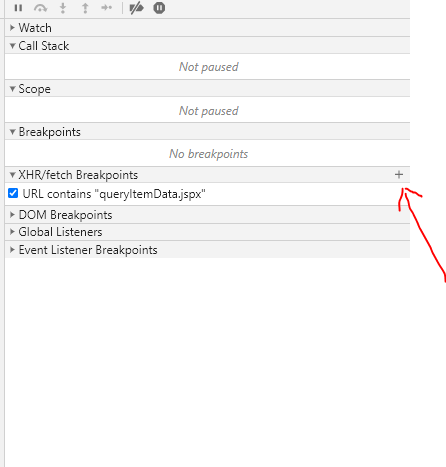 Watch
Call Stack
Not paused
Scope
Not paused
Breakpoints
No breakpoints
XHR/fetch Breakpoints
URL contains "queryItemData.jspx"
DOM Breakpoints
Global Listeners
Event Listener Breakpoints